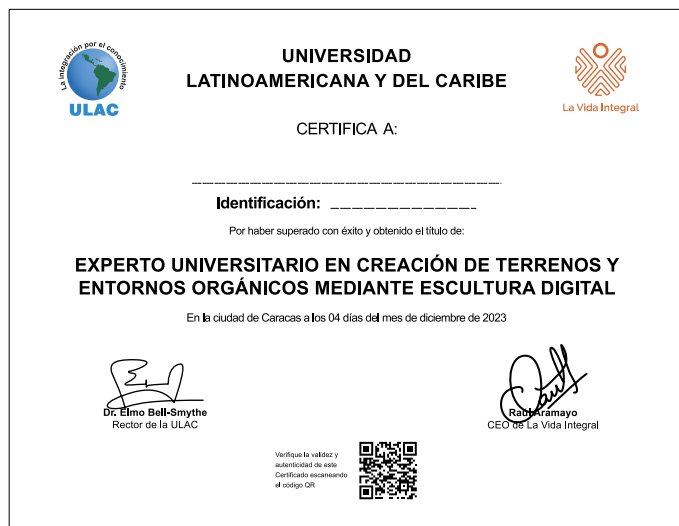 La integración por el conocimiento
ULAC
UNIVERSIDAD
LATINOAMERICANA Y DEL CARIBE
La Vida Integral
CERTIFICA A:
Identificación:
Por haber superado con éxito y obtenido el título de:
EXPERTO UNIVERSITARIO EN CREACIÓN DE TERRENOS Y
ENTORNOS ORGÁNICOS MEDIANTE ESCULTURA DIGITAL
En la ciudad de Caracas a los 04 días del mes de diciembre de 2023
Dr. Elmo Bell-Smythe
Rector de la ULAC
Raúl Aramayo
CEO de La Vida Integral
Verifique la validez y
autenticidad de este
Certificado escaneando
el código QR